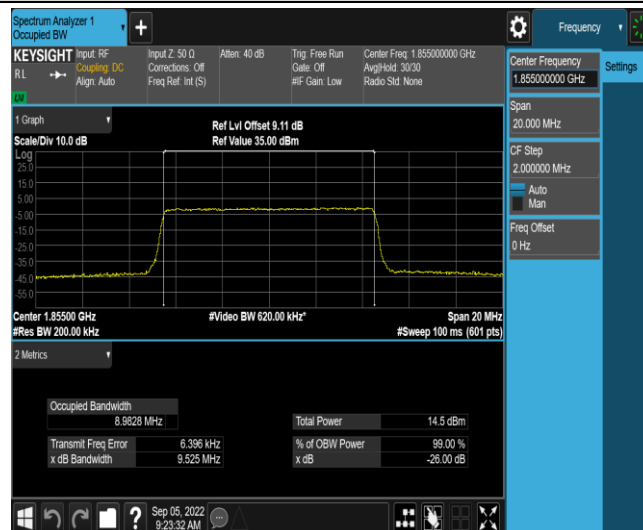 Spectrum Analyzer 1
Occupied BW
+
Frequency
KEYSIGHT
RL
Input: RF
Coupling: DC
Align: Auto
Input Z: 50 Ω
Corrections: Off
Freq Ref: Int (S)
Atten: 40 dB
Trig: Free Run
Gate: Off
#IF Gain: Low
Center Freq: 1.855000000 GHz
Avg|Hold: 30/30
Radio Std: None
Center Frequency
1.855000000 GHz
Settings
Span
20.000 MHz
CF Step
2.000000 MHz
Auto
Man
Freq Offset
0 Hz
1 Graph
Scale/Div 10.0 dB
Ref Lvl Offset 9.11 dB
Ref Value 35.00 dBm
Log
25.0
15.0
5.00
-5.00
-15.0
-25.0
-35.0
-45.0
-55.0
Center 1.85500 GHz
#Res BW 200.00 kHz
#Video BW 620.00 kHz*
Span 20 MHz
#Sweep 100 ms (601 pts)
2 Metrics
Occupied Bandwidth
8.9828 MHz
Total Power 14.5 dBm
Transmit Freq Error 6.396 kHz
% of OBW Power 99.00 %
x dB Bandwidth 9.525 MHz
x dB -26.00 dB
?
Sep 05, 2022
9:23:32 AM